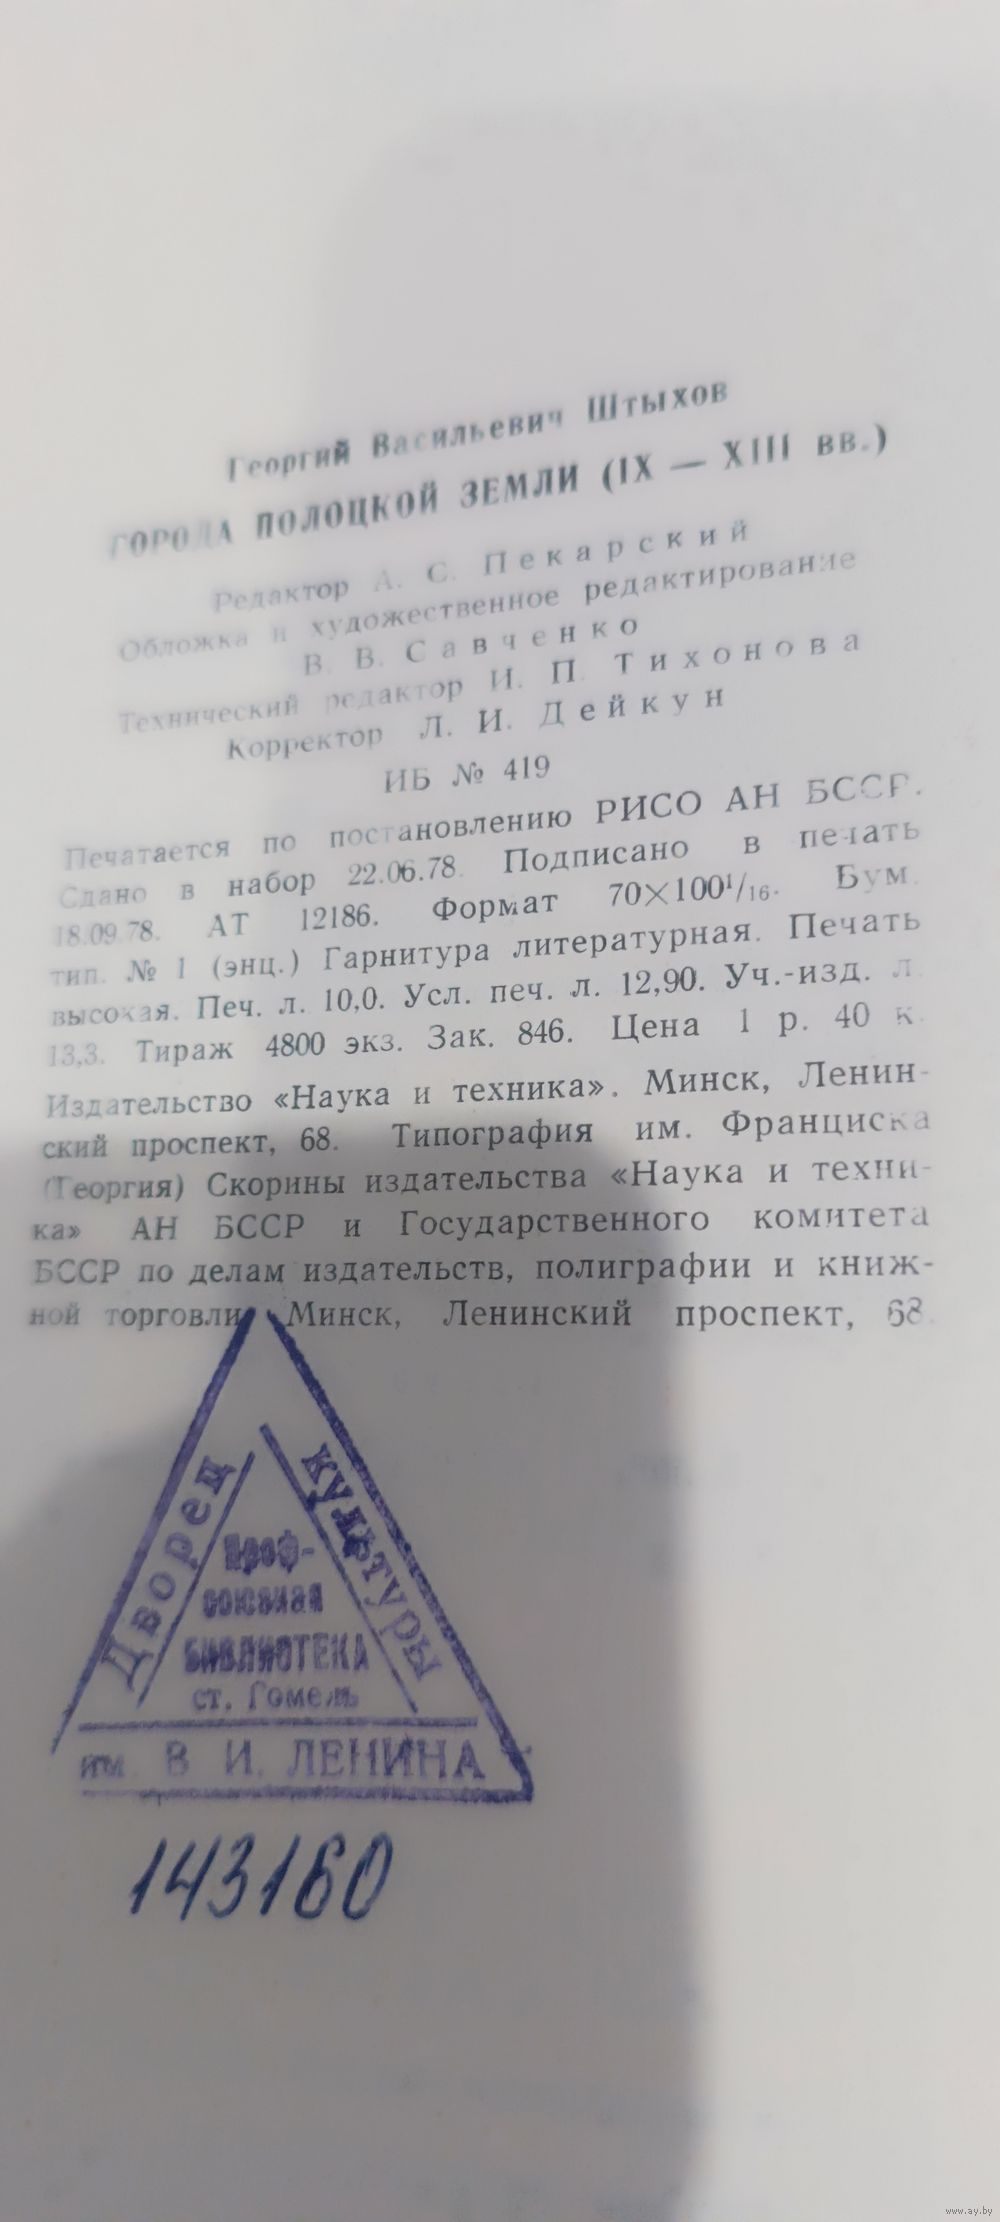 Георгий Васильевич Штыхов
ГОРОДА ПОЛОЦКОЙ ЗЕМЛИ (IX — XIII вв.)
Редактор А. С. Пекарский
Обложка и художественное редактирование
В. В. Савченко
Технический редактор И. П. Тихонова
Корректор Л. И. Дейкун
ИБ № 419
Печатается по постановлению РИСО АН БССР.
Сдано в набор 22.06.78. Подписано в печать
18.09.78. АТ 12186. Формат 70×100¹/₁₆. Бум.
тип. № 1 (энц.) Гарнитура литературная. Печать
высокая. Печ. л. 10,0. Усл. печ. л. 12,90. Уч.-изд. л.
13,3. Тираж 4800 экз. Зак. 846. Цена 1 р. 40 к.
Издательство «Наука и техника». Минск, Ленин-
ский проспект, 68. Типография им. Франциска
(Георгия) Скорины издательства «Наука и техни-
ка» АН БССР и Государственного комитета
БССР по делам издательств, полиграфии и книж-
ной торговли. Минск, Ленинский проспект, 68.
Дворец
культуры
Проф-
союзная
БИБЛИОТЕКА
ст. Гомель
им. В. И. ЛЕНИНА
143160
www.ay.by